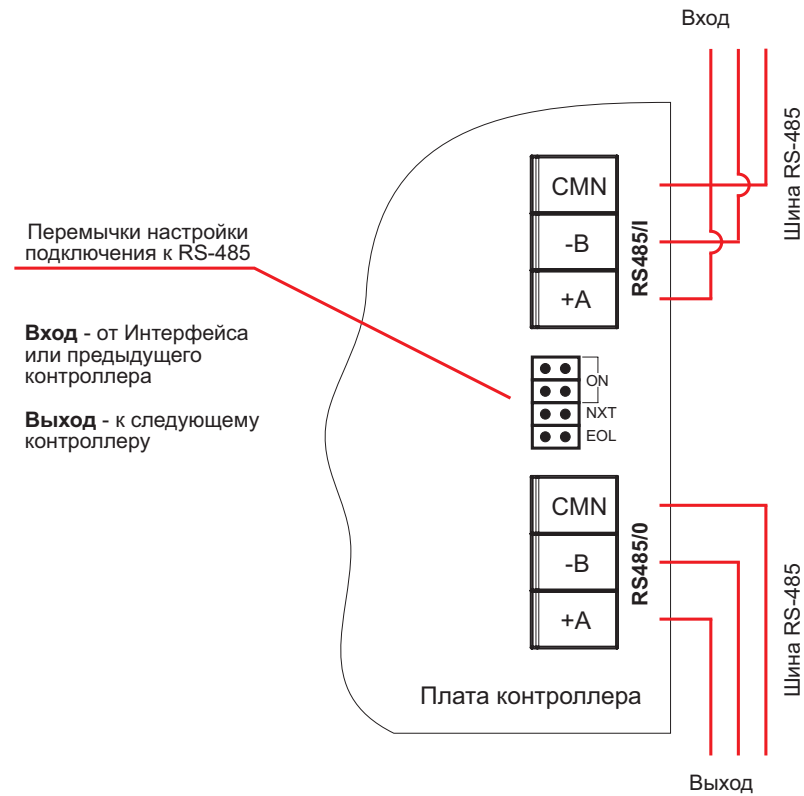 Вход
Шина RS-485
CMN
-B
+A
RS485/I
Перемычки настройки
подключения к RS-485
Вход - от Интерфейса
или предыдущего
контроллера
Выход - к следующему
контроллеру
ON
NXT
EOL
CMN
-B
+A
RS485/0
Шина RS-485
Плата контроллера
Выход